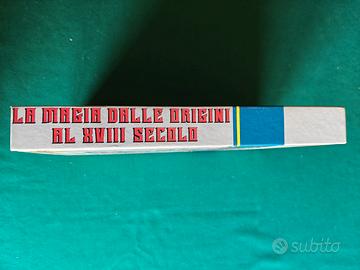 LA MAGIA DALLE ORIGINI
AL XVIII SECOLO
subito